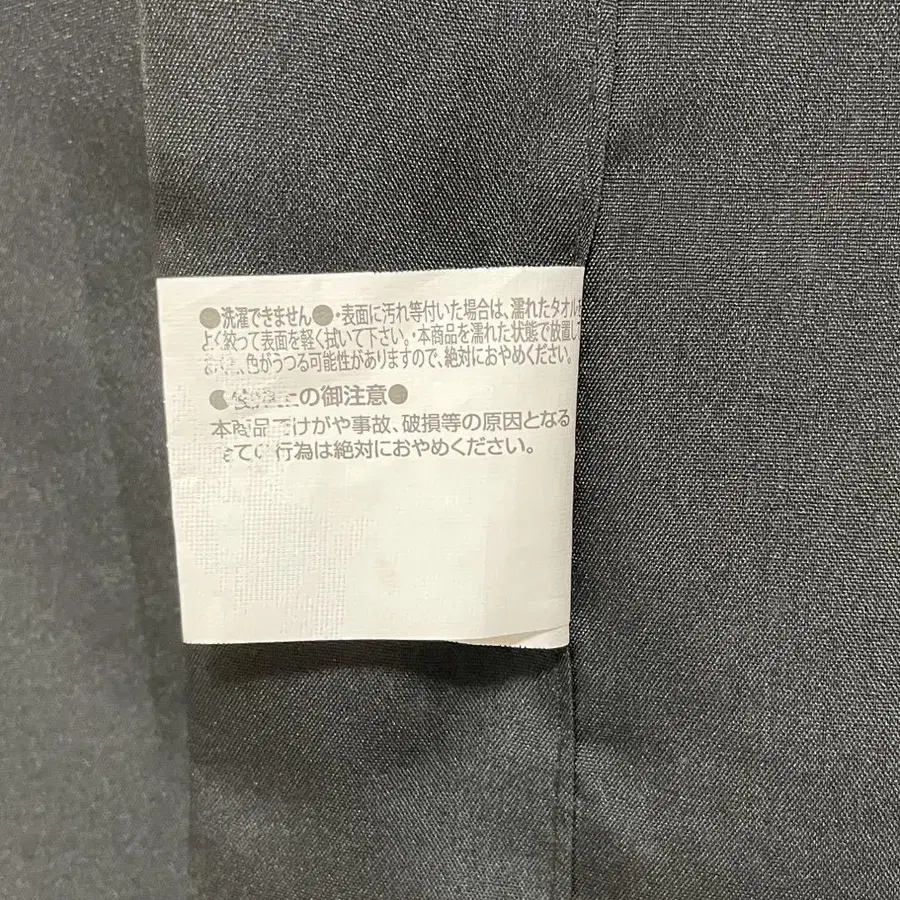 ●洗濯できません●・表面に汚れ等付いた場合は、濡れたタオルを
よく絞って表面を軽く拭いて下さい。・本商品を濡れた状態で放置して
色がうつる可能性がありますので、絶対におやめください。
上の御注意●
本商品でけがや事故、破損等の原因となる
行為は絶対におやめください。